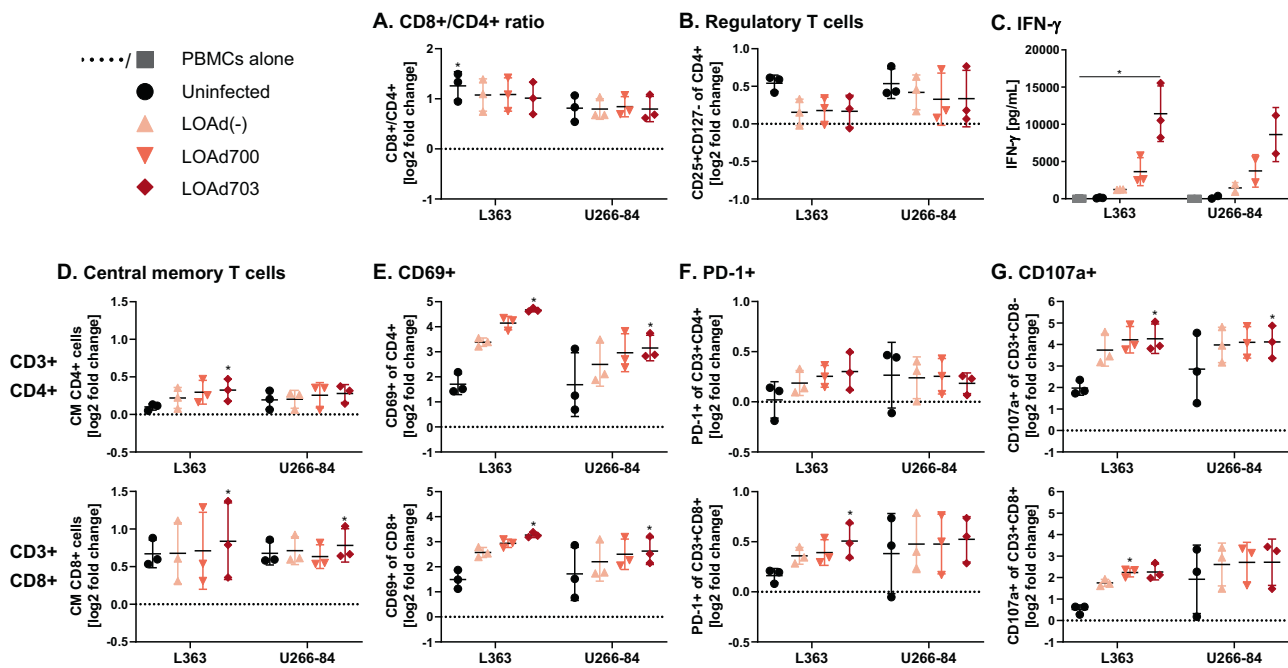 A. CD8+/CD4+ ratio
B. Regulatory T cells
C. IFN-γ
/ PBMCs alone
Uninfected
LOAd(-)
LOAd700
LOAd703
CD8+/CD4+
[log2 fold change]
2
1
0
-1
*
L363
U266-84
CD25+CD127- of CD4+
[log2 fold change]
1.0
0.5
0.0
0.5
-1.0
L363
U266-84
IFN-γ [pg/mL]
20000
15000
10000
5000
0
*
L363
U266-84
D. Central memory T cells
E. CD69+
F. PD-1+
G. CD107a+
CD3+
CD4+
CM CD4+ cells
[log2 fold change]
1.5
1.0
0.5
0.0
-0.5
*
L363
U266-84
CD69+ of CD4+
[log2 fold change]
5
4
3
2
1
0
-1
*
*
L363
U266-84
PD-1+ of CD3+CD4+
[log2 fold change]
1.0
0.5
0.0
-0.5
L363
U266-84
CD107a+ of CD3+CD8-
[log2 fold change]
6
5
4
3
2
1
0
-1
*
*
L363
U266-84
CD3+
CD8+
CM CD8+ cells
[log2 fold change]
1.5
1.0
0.5
0.0
-0.5
*
*
L363
U266-84
CD69+ of CD8+
[log2 fold change]
5
4
3
2
1
0
-1
*
*
L363
U266-84
PD-1+ of CD3+CD8+
[log2 fold change]
1.0
0.5
0.0
0.5
*
L363
U266-84
CD107a+ of CD3+CD8+
[log2 fold change]
6
5
4
3
2
1
0
-1
*
L363
U266-84